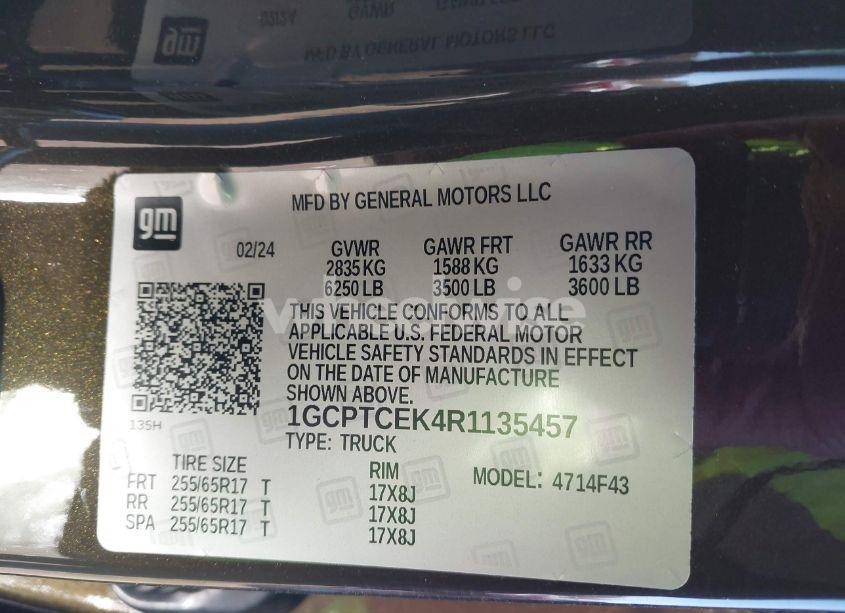 MFD BY GENERAL MOTORS LLC
gm
02/24 GVWR GAWR FRT GAWR RR
2835 KG 1588 KG 1633 KG
6250 LB 3500 LB 3600 LB
THIS VEHICLE CONFORMS TO ALL
APPLICABLE U.S. FEDERAL MOTOR
VEHICLE SAFETY STANDARDS IN EFFECT
ON THE DATE OF MANUFACTURE
SHOWN ABOVE.
135H
1GCPTCEK4R1135457
TYPE: TRUCK
TIRE SIZE RIM MODEL: 4714F43
FRT 255/65R17 T 17X8J
RR 255/65R17 T 17X8J
SPA 255/65R17 T 17X8J